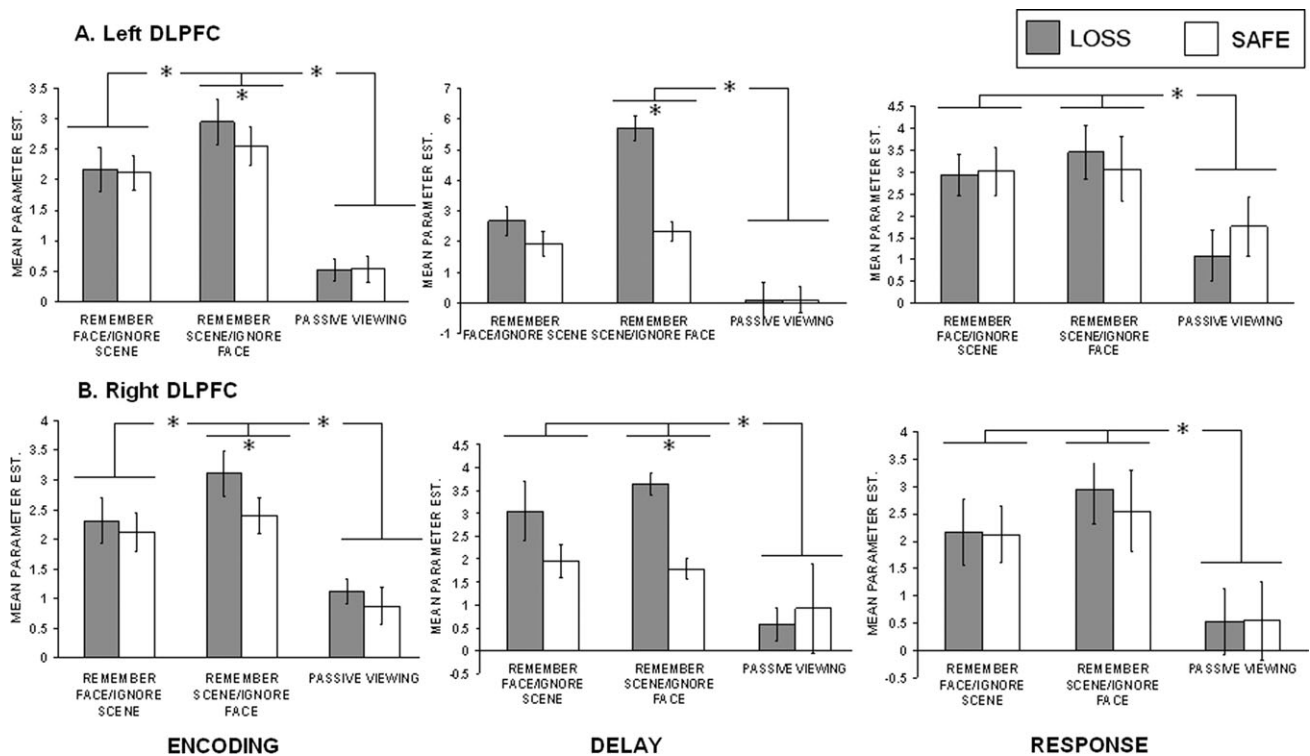 A. Left DLPFC
LOSS SAFE
MEAN PARAMETER EST.
3.5
3
2.5
2
1.5
1
0.5
0
* * *
REMEMBER FACE/IGNORE SCENE
REMEMBER SCENE/IGNORE FACE
PASSIVE VIEWING
MEAN PARAMETER EST.
7
6
5
4
3
2
1
0
-1
* *
REMEMBER FACE/IGNORE SCENE
REMEMBER SCENE/IGNORE FACE
PASSIVE VIEWING
MEAN PARAMETER EST.
4.5
4
3.5
3
2.5
2
1.5
1
0.5
0
*
REMEMBER FACE/IGNORE SCENE
REMEMBER SCENE/IGNORE FACE
PASSIVE VIEWING
B. Right DLPFC
MEAN PARAMETER EST.
4
3.5
3
2.5
2
1.5
1
0.5
0
* * *
REMEMBER FACE/IGNORE SCENE
REMEMBER SCENE/IGNORE FACE
PASSIVE VIEWING
MEAN PARAMETER EST.
4.5
4
3.5
3
2.5
2
1.5
1
0.5
0
-0.5
* *
REMEMBER FACE/IGNORE SCENE
REMEMBER SCENE/IGNORE FACE
PASSIVE VIEWING
MEAN PARAMETER EST.
4
3.5
3
2.5
2
1.5
1
0.5
0
-0.5
*
REMEMBER FACE/IGNORE SCENE
REMEMBER SCENE/IGNORE FACE
PASSIVE VIEWING
ENCODING DELAY RESPONSE